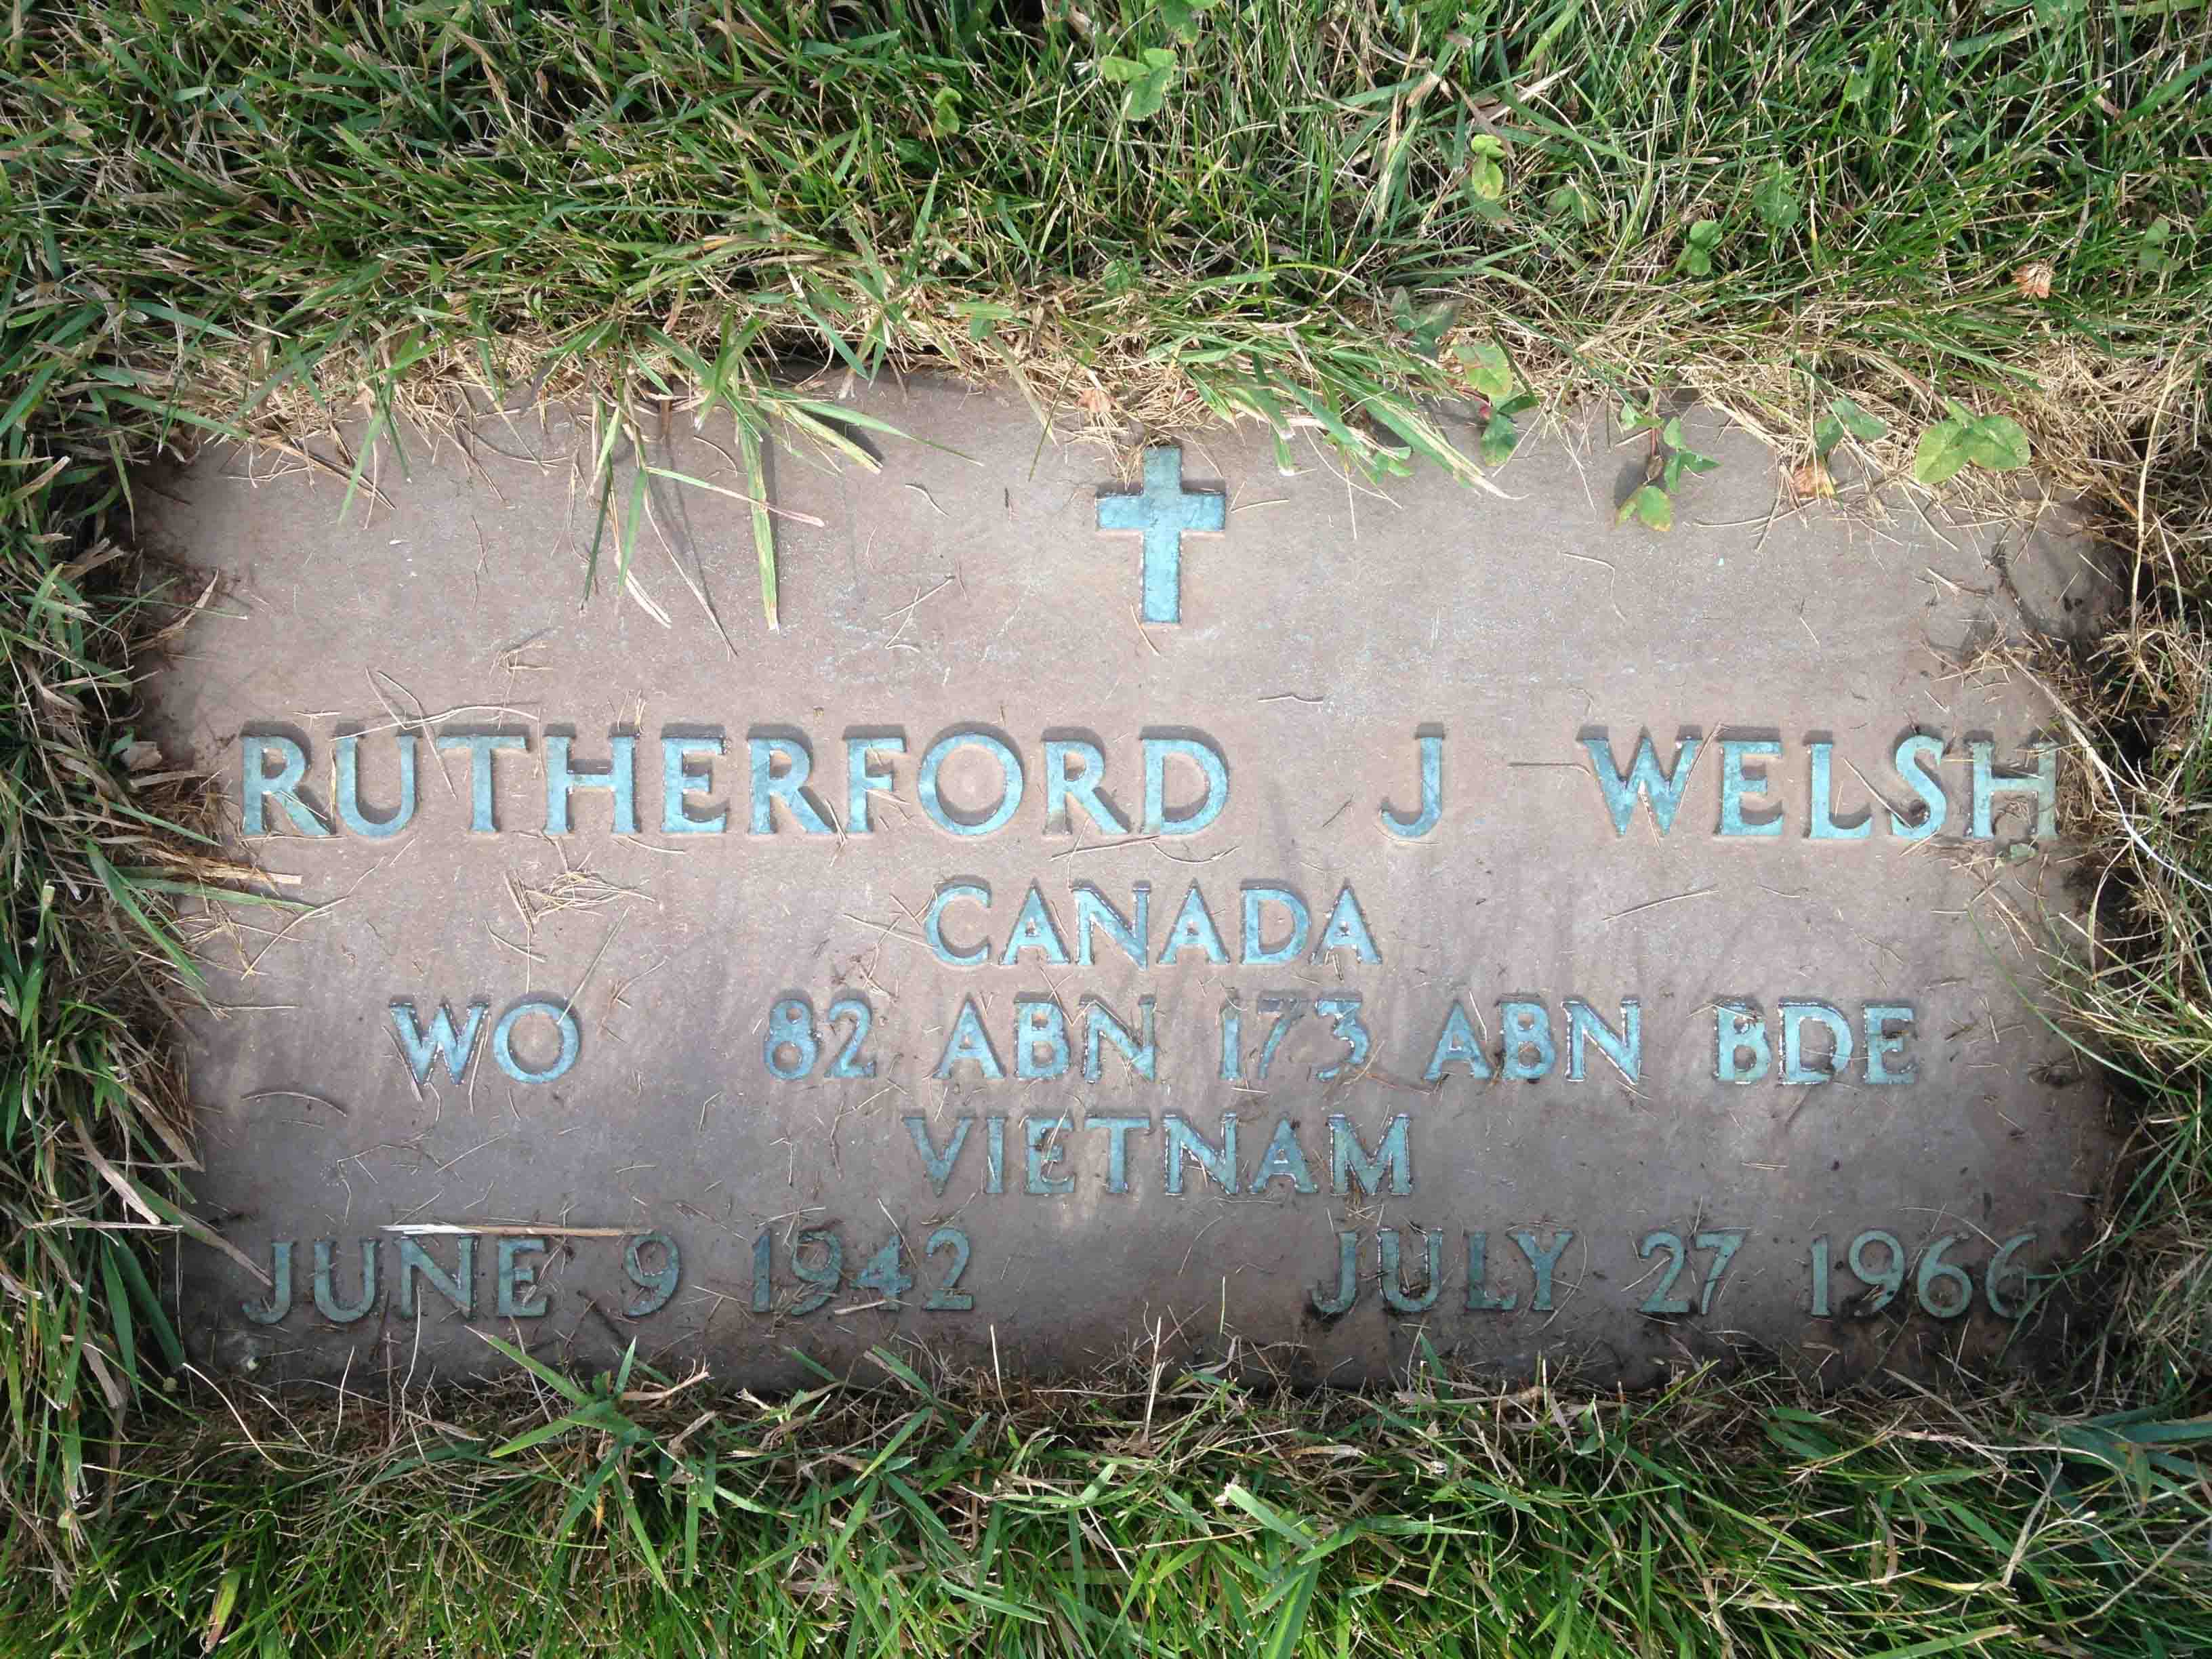 RUTHERFORD J WELSH
CANADA
WO 82 ABN 173 ABN BDE
VIETNAM
JUNE 9 1942 JULY 27 1966